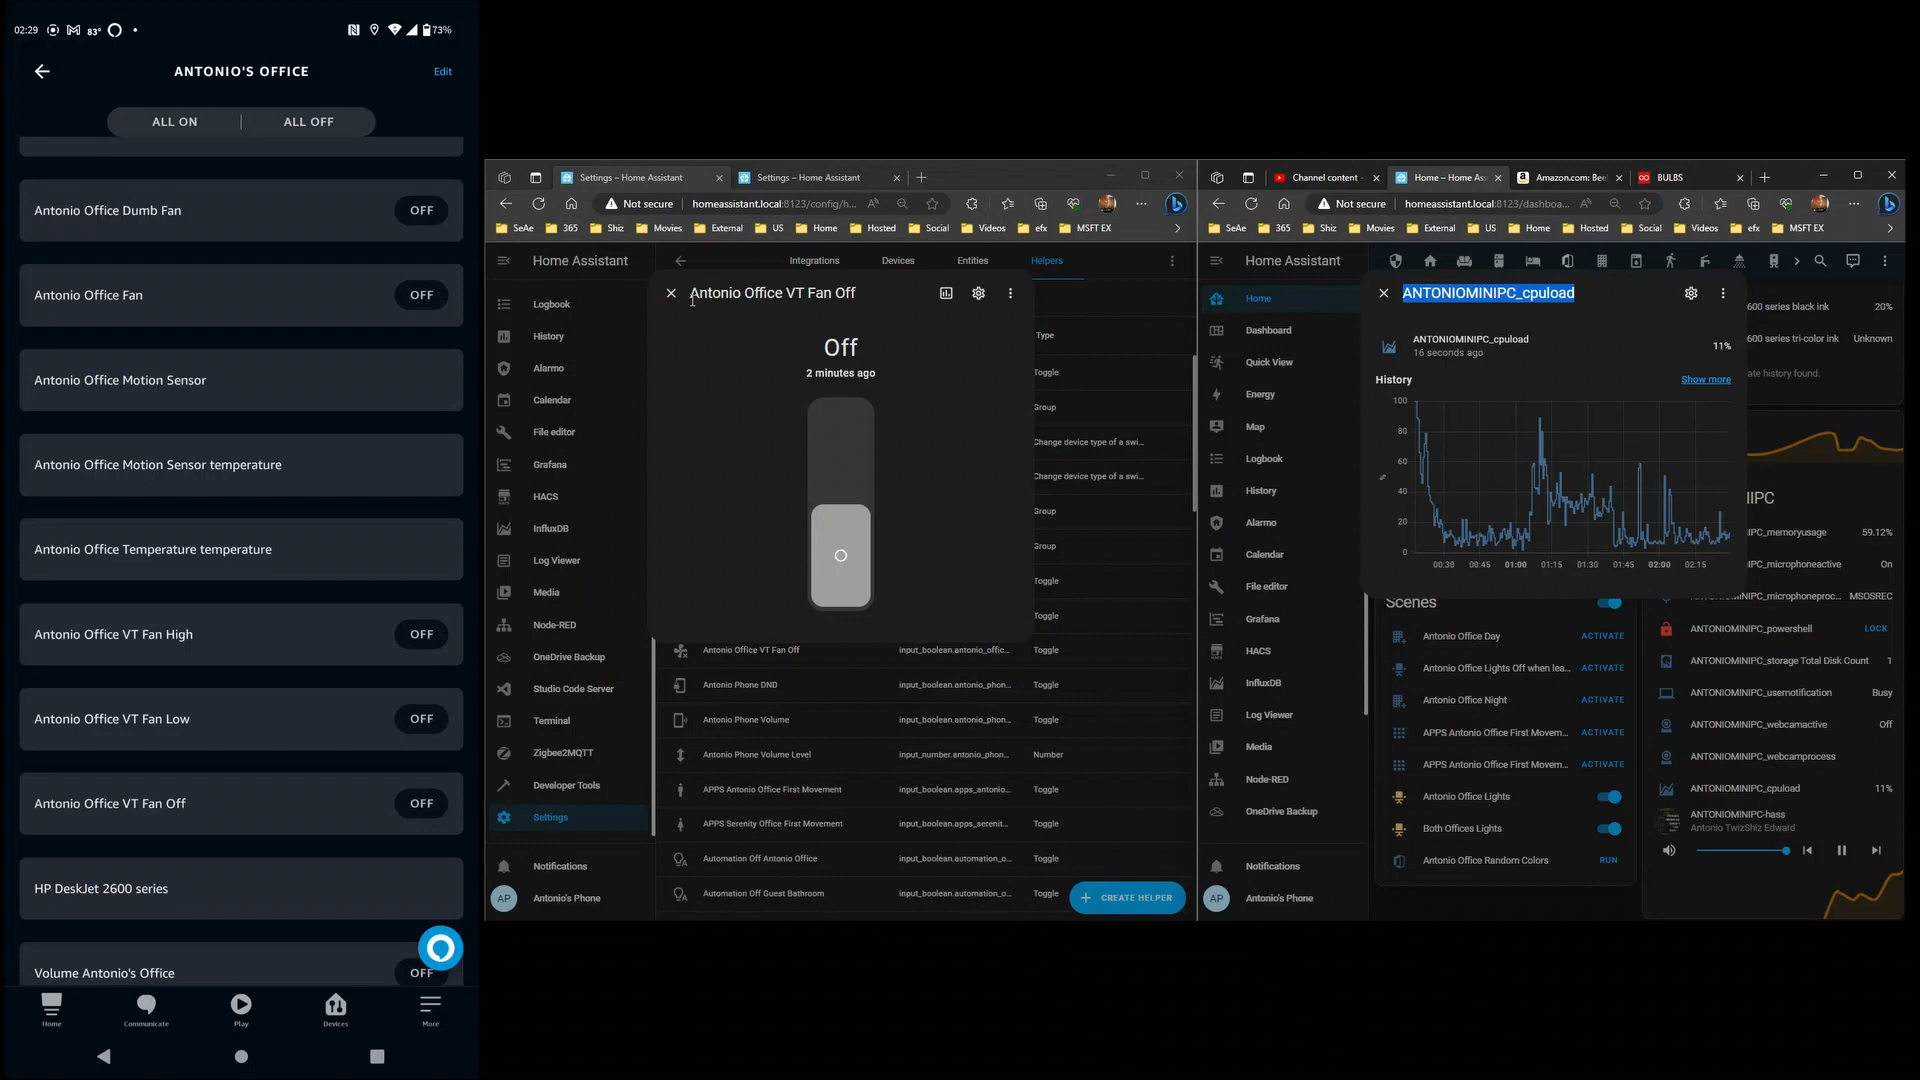 02:29
83°
73%
ANTONIO'S OFFICE
Edit
ALL ON
ALL OFF
Antonio Office Dumb Fan
OFF
Antonio Office Fan
OFF
Antonio Office Motion Sensor
Antonio Office Motion Sensor temperature
Antonio Office Temperature temperature
Antonio Office VT Fan High
OFF
Antonio Office VT Fan Low
OFF
Antonio Office VT Fan Off
OFF
HP DeskJet 2600 series
Volume Antonio's Office
OFF
Home
Communicate
Play
Devices
More
Settings – Home Assistant
Settings – Home Assistant
Not secure
homeassistant.local:8123/config/h...
SeAe
365
Shiz
Movies
External
US
Home
Hosted
Social
Videos
efx
MSFT EX
Home Assistant
Logbook
History
Alarmo
Calendar
File editor
Grafana
HACS
InfluxDB
Log Viewer
Media
Node-RED
OneDrive Backup
Studio Code Server
Terminal
Zigbee2MQTT
Developer Tools
Settings
Notifications
AP
Antonio's Phone
Integrations
Devices
Entities
Helpers
Antonio Office VT Fan Off
Off
2 minutes ago
Type
Toggle
Group
Change device type of a swi...
Change device type of a swi...
Group
Group
Toggle
Toggle
Antonio Office VT Fan Off
input_boolean.antonio_offic...
Toggle
Antonio Phone DND
input_boolean.antonio_phon...
Toggle
Antonio Phone Volume
input_boolean.antonio_phon...
Toggle
Antonio Phone Volume Level
input_number.antonio_phon...
Number
APPS Antonio Office First Movement
input_boolean.apps_antonio...
Toggle
APPS Serenity Office First Movement
input_boolean.apps_serenit...
Toggle
Automation Off Antonio Office
input_boolean.automation_o...
Toggle
Automation Off Guest Bathroom
input_boolean.automation_o...
Toggle
CREATE HELPER
Channel content -
Home – Home Ass
Amazon.com: Bee
BULBS
Not secure
homeassistant.local:8123/dashboa...
SeAe
365
Shiz
Movies
External
US
Home
Hosted
Social
Videos
efx
MSFT EX
Home Assistant
Home
Dashboard
Quick View
Energy
Map
Logbook
History
Alarmo
Calendar
File editor
Grafana
HACS
InfluxDB
Log Viewer
Media
Node-RED
OneDrive Backup
Notifications
AP
Antonio's Phone
ANTONIOMINIPC_cpuload
ANTONIOMINIPC_cpuload
16 seconds ago
11%
History
Show more
100
80
60
40
20
0
%
00:30
00:45
01:00
01:15
01:30
01:45
02:00
02:15
600 series black ink
20%
600 series tri-color ink
Unknown
ate history found.
IPC
_memoryusage
59.12%
_microphoneactive
On
ANTONIOMINIPC_microphoneproc...
MSOSREC
ANTONIOMINIPC_powershell
LOCK
ANTONIOMINIPC_storage Total Disk Count
1
ANTONIOMINIPC_usernotification
Busy
ANTONIOMINIPC_webcamactive
Off
ANTONIOMINIPC_webcamprocess
ANTONIOMINIPC_cpuload
11%
ANTONIOMINIPC-hass
Antonio TwizShiz Edward
Scenes
Antonio Office Day
ACTIVATE
Antonio Office Lights Off when lea...
ACTIVATE
Antonio Office Night
ACTIVATE
APPS Antonio Office First Movem...
ACTIVATE
APPS Antonio Office First Movem...
ACTIVATE
Antonio Office Lights
Both Offices Lights
Antonio Office Random Colors
RUN